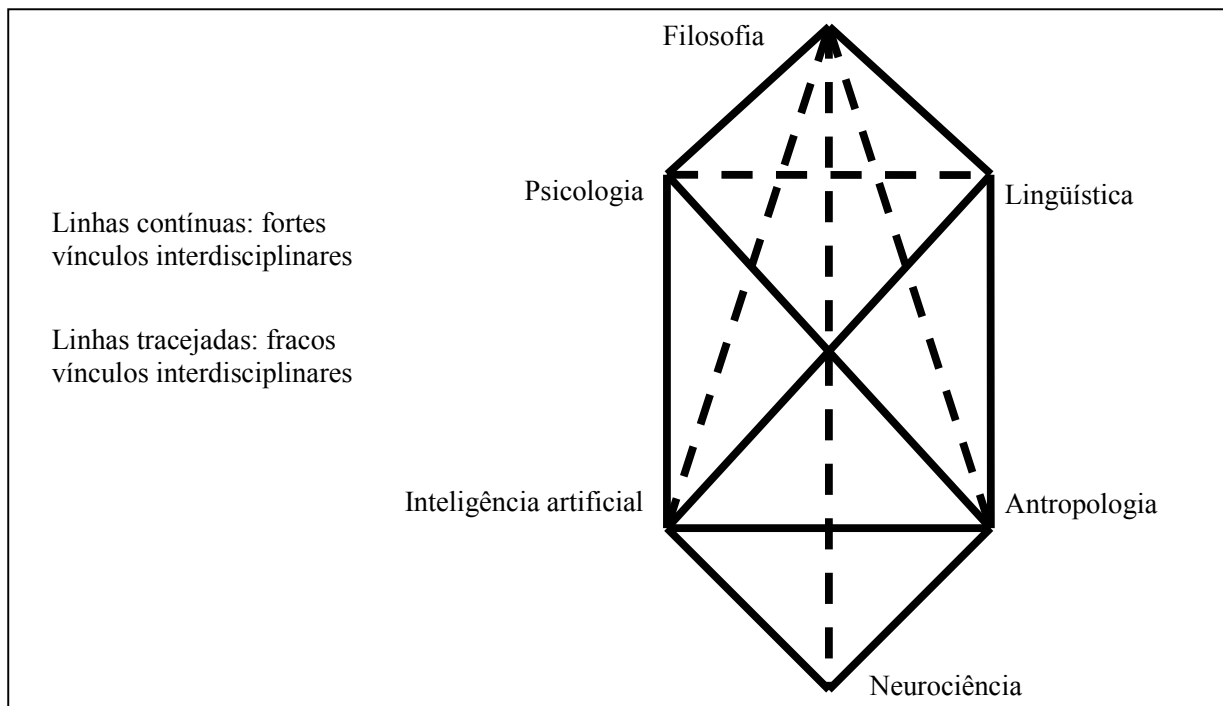 Filosofia
Psicologia
Lingüística
Linhas contínuas: fortes
vínculos interdisciplinares
Linhas tracejadas: fracos
vínculos interdisciplinares
Inteligência artificial
Antropologia
Neurociência